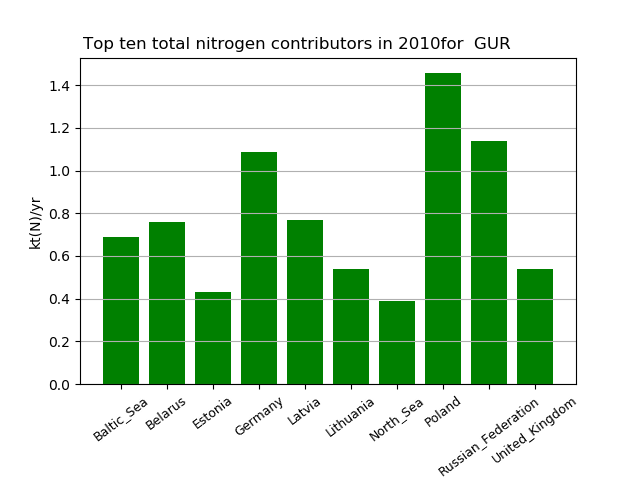 Top ten total nitrogen contributors in 2010for  GUR
kt(N)/yr
1.4
1.2
1.0
0.8
0.6
0.4
0.2
0.0
Baltic_Sea
Belarus
Estonia
Germany
Latvia
Lithuania
North_Sea
Poland
Russian_Federation
United_Kingdom